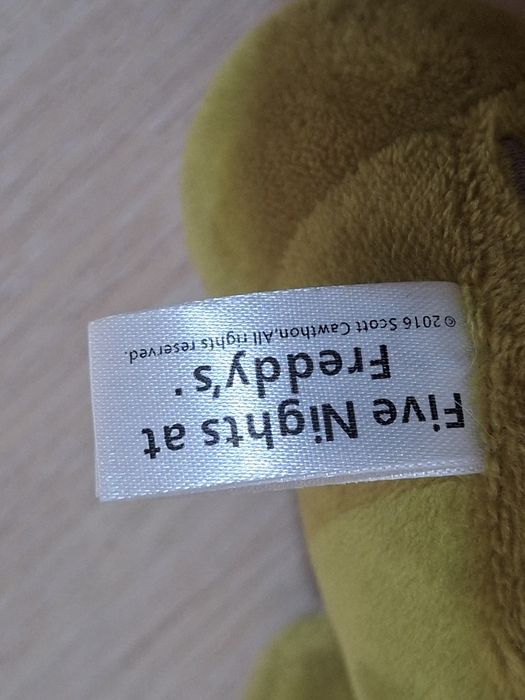 Five Nights at
Freddy's.
©2016 Scott Cawthon,All rights reserved.